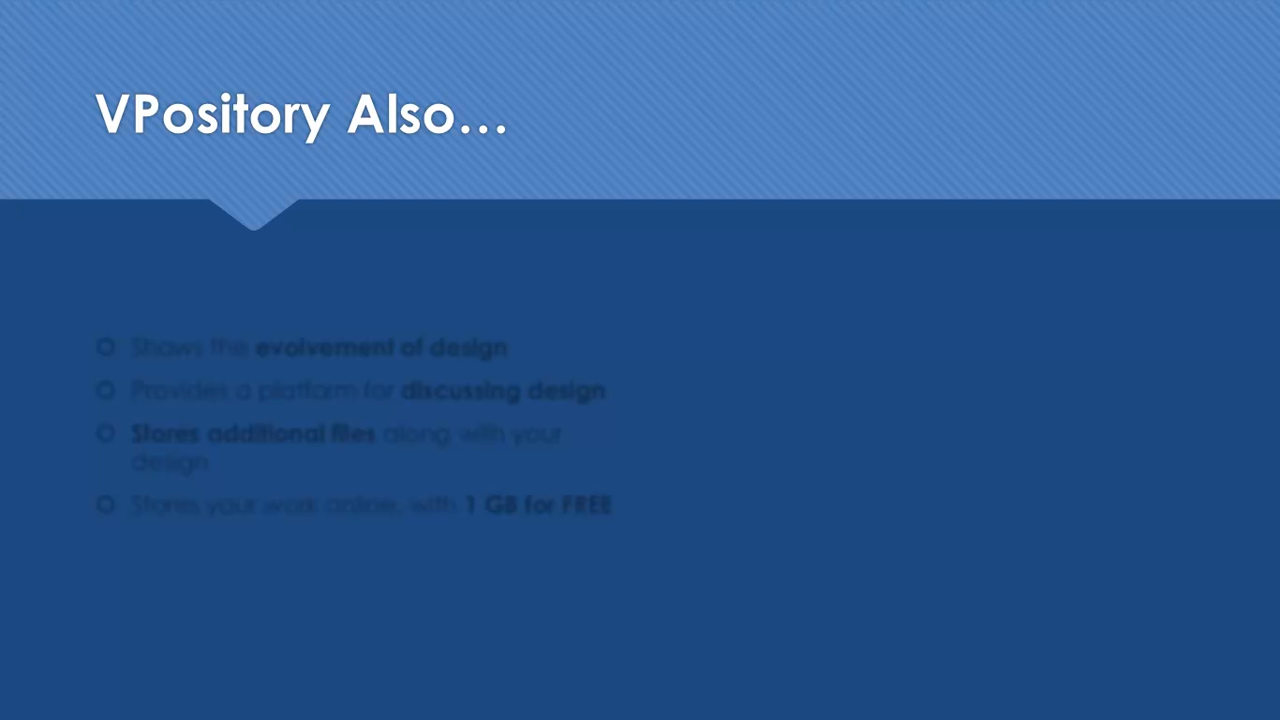 VPository Also...
Shows the evolvement of design
Provides a platform for discussing design
Stores additional files along with your
design
Stores your work online, with 1 GB for FREE